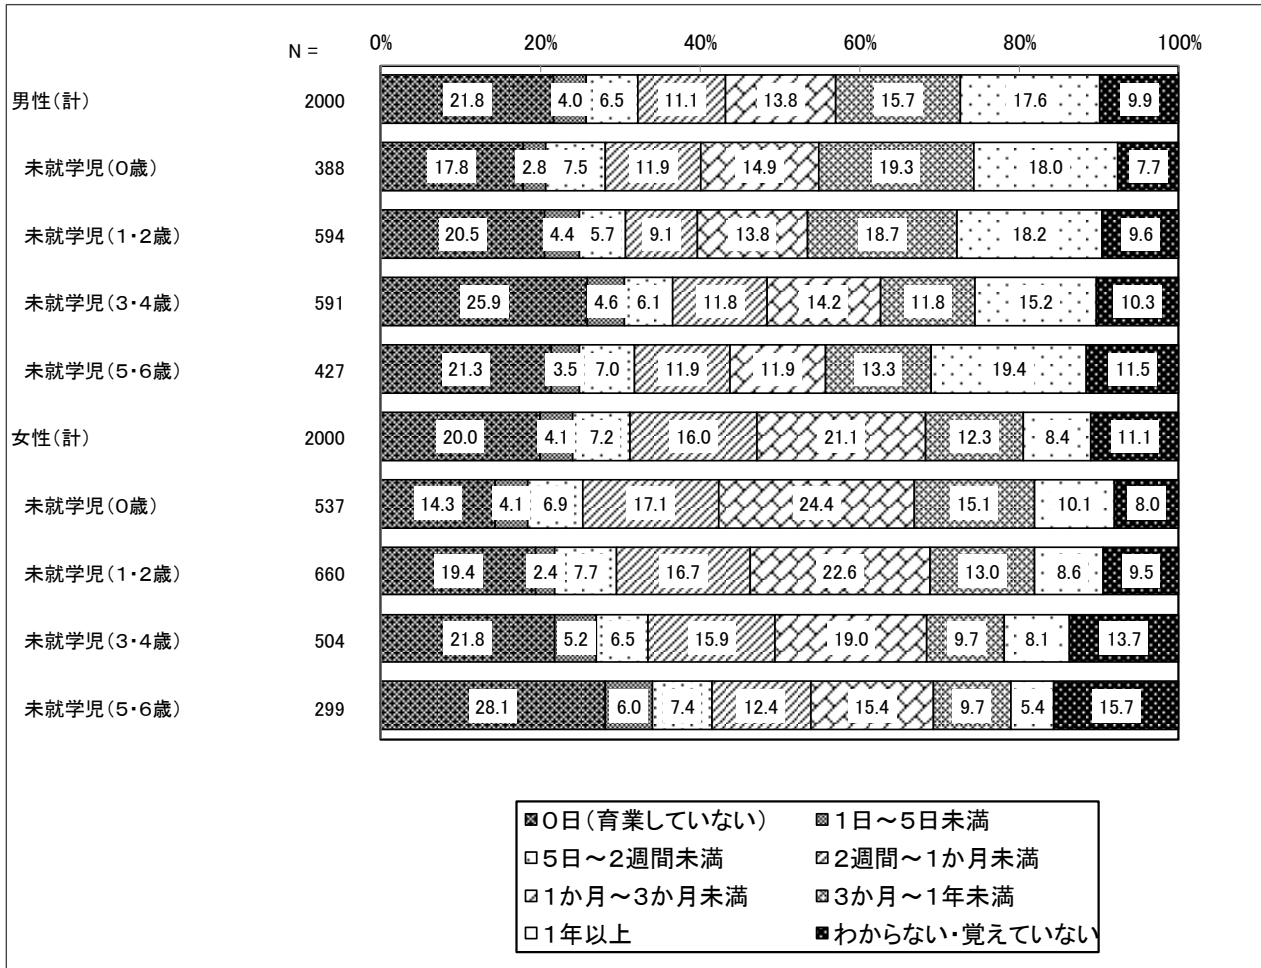 N =
0% 20% 40% 60% 80% 100%
男性（計） 2000 21.8 4.0 6.5 11.1 13.8 15.7 17.6 9.9
未就学児（０歳） 388 17.8 2.8 7.5 11.9 14.9 19.3 18.0 7.7
未就学児（１・２歳） 594 20.5 4.4 5.7 9.1 13.8 18.7 18.2 9.6
未就学児（３・４歳） 591 25.9 4.6 6.1 11.8 14.2 11.8 15.2 10.3
未就学児（５・６歳） 427 21.3 3.5 7.0 11.9 11.9 13.3 19.4 11.5
女性（計） 2000 20.0 4.1 7.2 16.0 21.1 12.3 8.4 11.1
未就学児（０歳） 537 14.3 4.1 6.9 17.1 24.4 15.1 10.1 8.0
未就学児（１・２歳） 660 19.4 2.4 7.7 16.7 22.6 13.0 8.6 9.5
未就学児（３・４歳） 504 21.8 5.2 6.5 15.9 19.0 9.7 8.1 13.7
未就学児（５・６歳） 299 28.1 6.0 7.4 12.4 15.4 9.7 5.4 15.7
０日（育業していない） １日～５日未満
５日～２週間未満 ２週間～１か月未満
１か月～３か月未満 ３か月～１年未満
１年以上 わからない・覚えていない